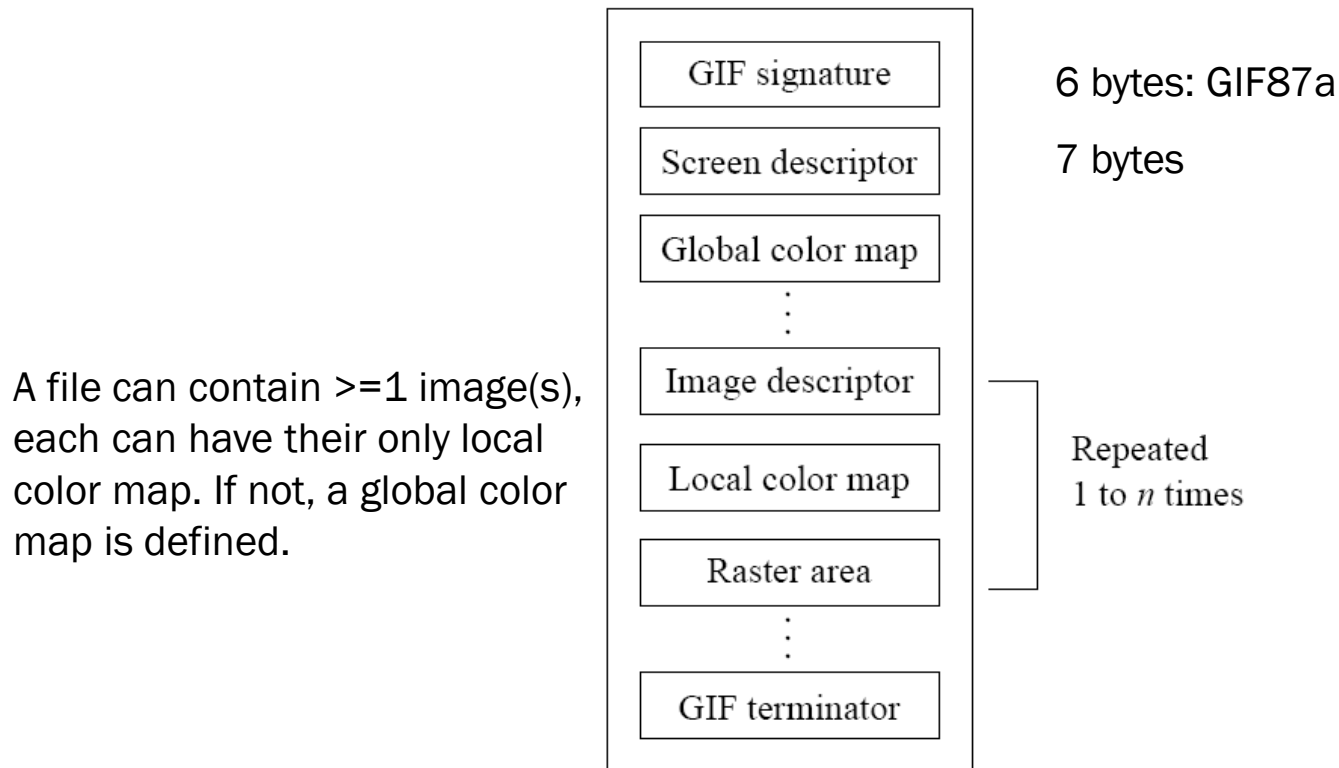 GIF signature
6 bytes: GIF87a
Screen descriptor
7 bytes
Global color map
Image descriptor
A file can contain >=1 image(s),
each can have their only local
color map. If not, a global color
map is defined.
Local color map
Repeated
1 to n times
Raster area
GIF terminator